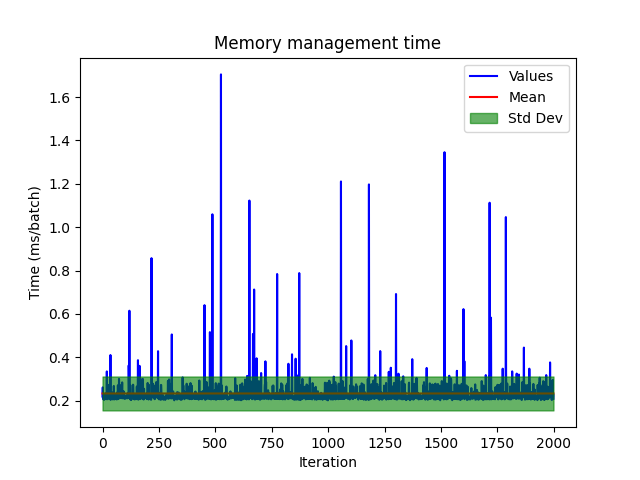 Memory management time
Values
Mean
Std Dev
Time (ms/batch)
1.6
1.4
1.2
1.0
0.8
0.6
0.4
0.2
0 250 500 750 1000 1250 1500 1750 2000
Iteration